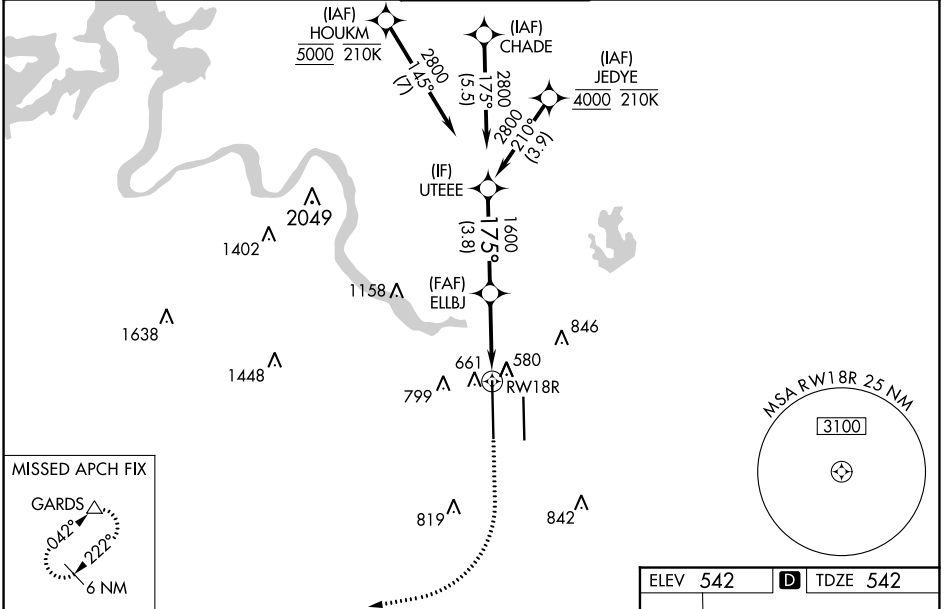 (IAF)
HOUKM
5000 210K
2800
145°
(7)
(IAF)
CHADE
2800
175°
(5.5)
(IAF)
JEDYE
4000 210K
2800
210°
(3.9)
(IF)
UTEEE
1600
175°
(3.8)
(FAF)
ELLBJ
2049
1402
1158
1638
1448
846
661
580
799
RW18R
819
842
MSA RW18R 25 NM
3100
MISSED APCH FIX
GARDS
042°
222°
6 NM
ELEV 542 D TDZE 542